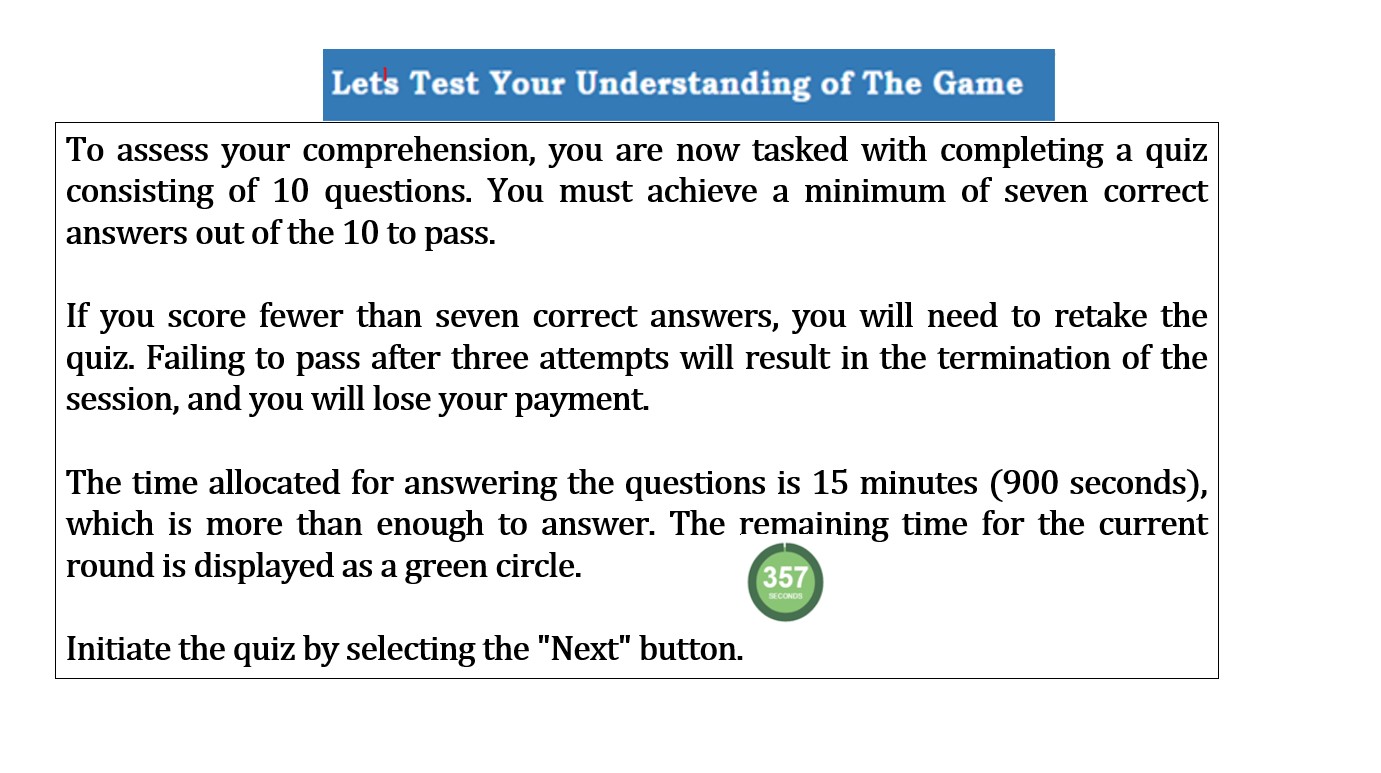 Lets Test Your Understanding of The Game
To assess your comprehension, you are now tasked with completing a quiz
consisting of 10 questions. You must achieve a minimum of seven correct
answers out of the 10 to pass.
If you score fewer than seven correct answers, you will need to retake the
quiz. Failing to pass after three attempts will result in the termination of the
session, and you will lose your payment.
The time allocated for answering the questions is 15 minutes (900 seconds),
which is more than enough to answer. The remaining time for the current
round is displayed as a green circle.
357
SECONDS
Initiate the quiz by selecting the "Next" button.